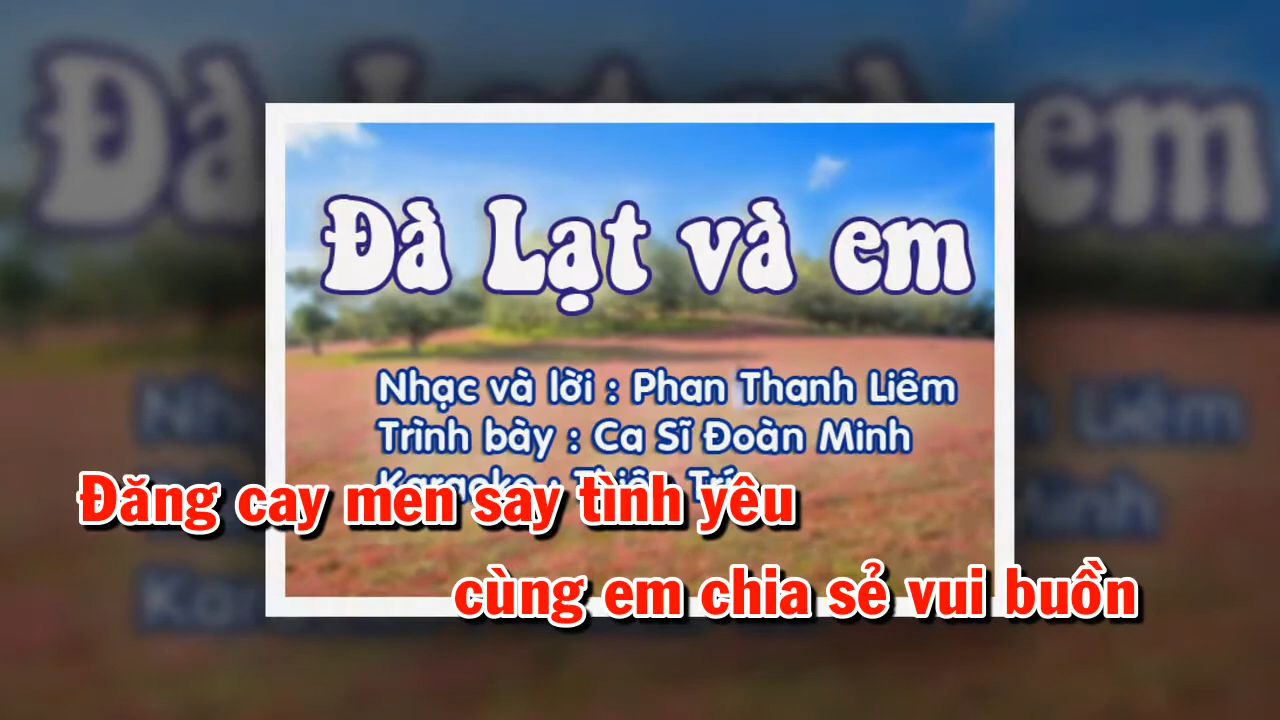 Đà Lạt và em
Nhạc và lời : Phan Thanh Liêm
Trình bày : Ca Sĩ Đoàn Minh
Karaoke :
Đăng cay men say tình yêu
cùng em chia sẻ vui buồn